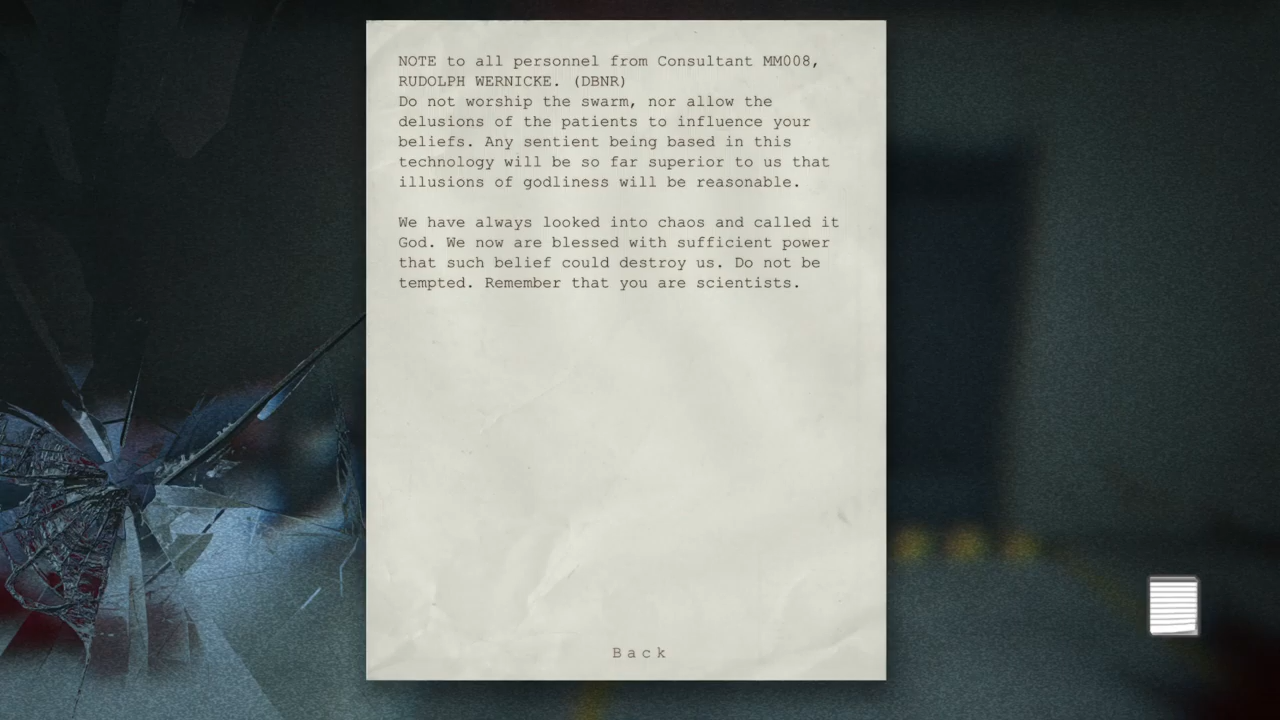 NOTE to all personnel from Consultant MM008,
RUDOLPH WERNICKE. (DBNR)
Do not worship the swarm, nor allow the
delusions of the patients to influence your
beliefs. Any sentient being based in this
technology will be so far superior to us that
illusions of godliness will be reasonable.
We have always looked into chaos and called it
God. We now are blessed with sufficient power
that such belief could destroy us. Do not be
tempted. Remember that you are scientists.
Back